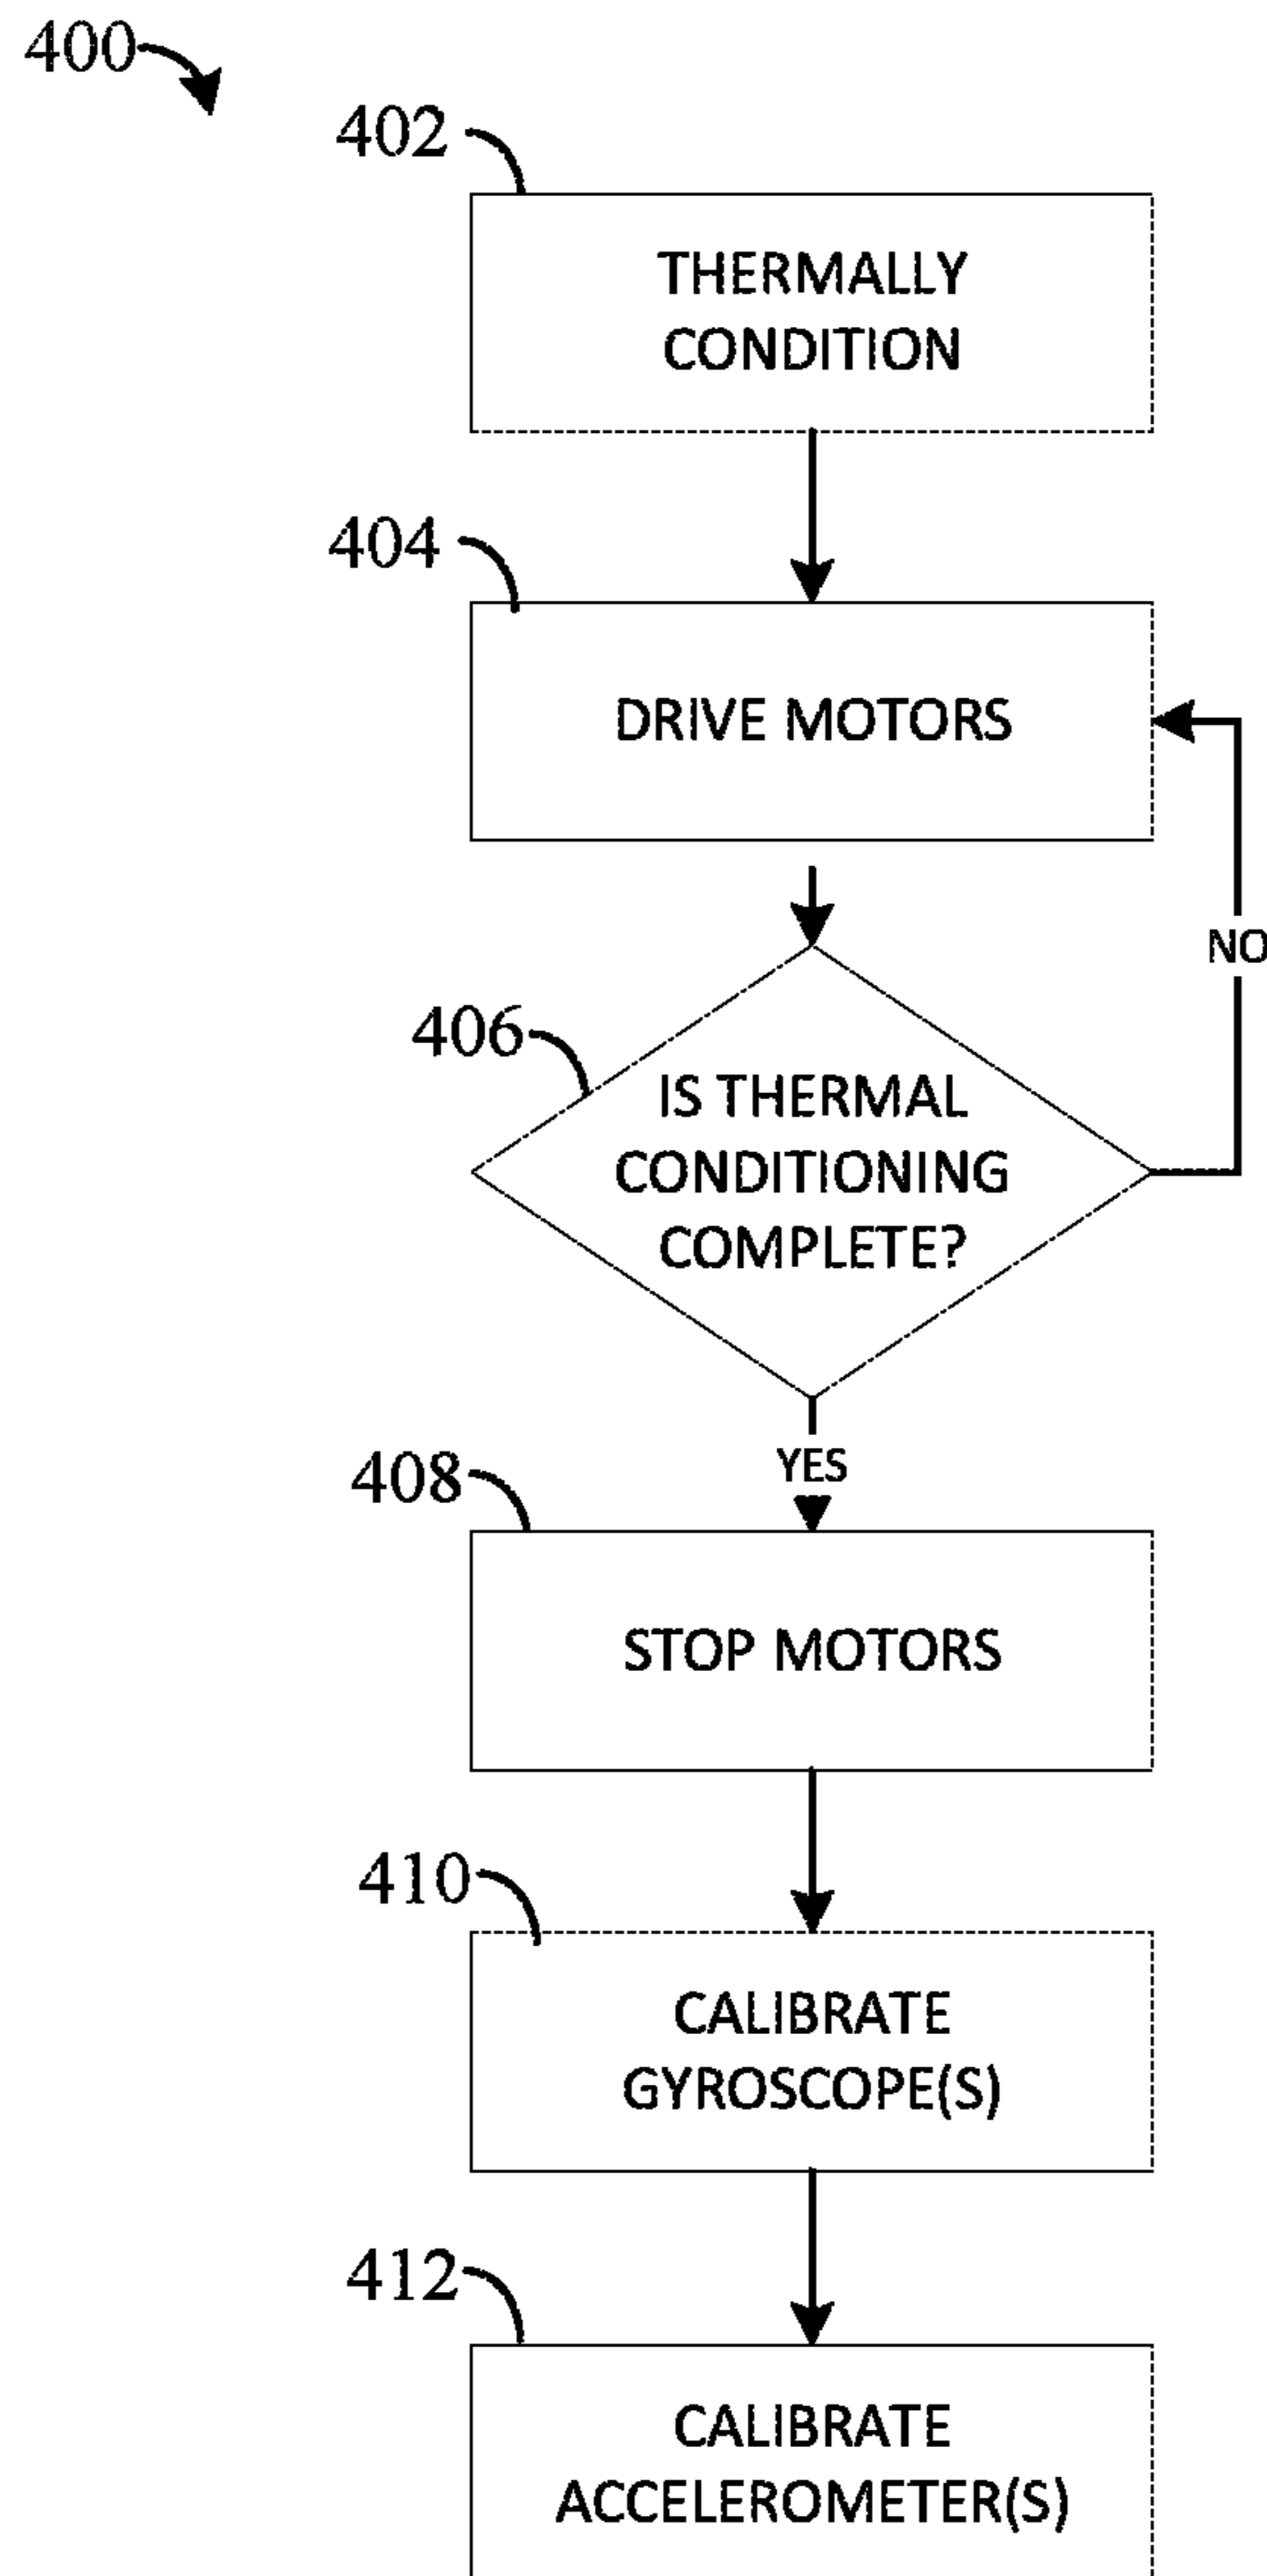 400
402
THERMALLY
CONDITION
404
DRIVE MOTORS
NO
406
IS THERMAL
CONDITIONING
COMPLETE?
YES
408
STOP MOTORS
410
CALIBRATE
GYROSCOPE(S)
412
CALIBRATE
ACCELEROMETER(S)